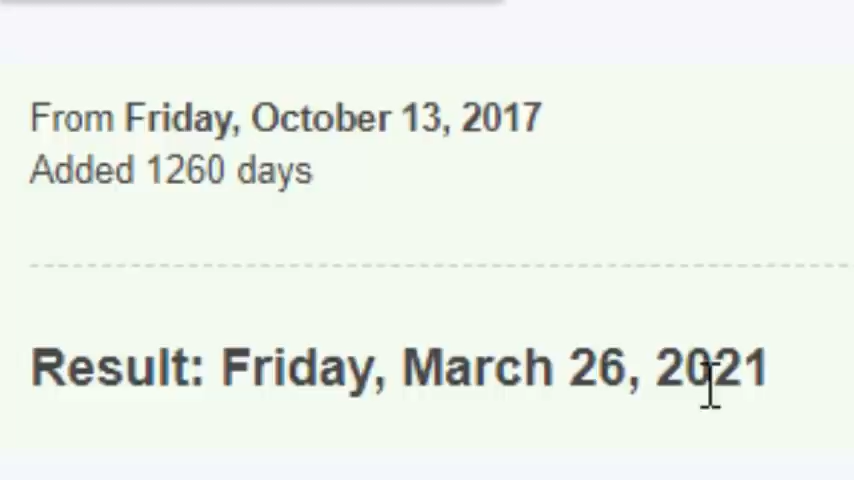 From Friday, October 13, 2017
Added 1260 days
Result: Friday, March 26, 2021